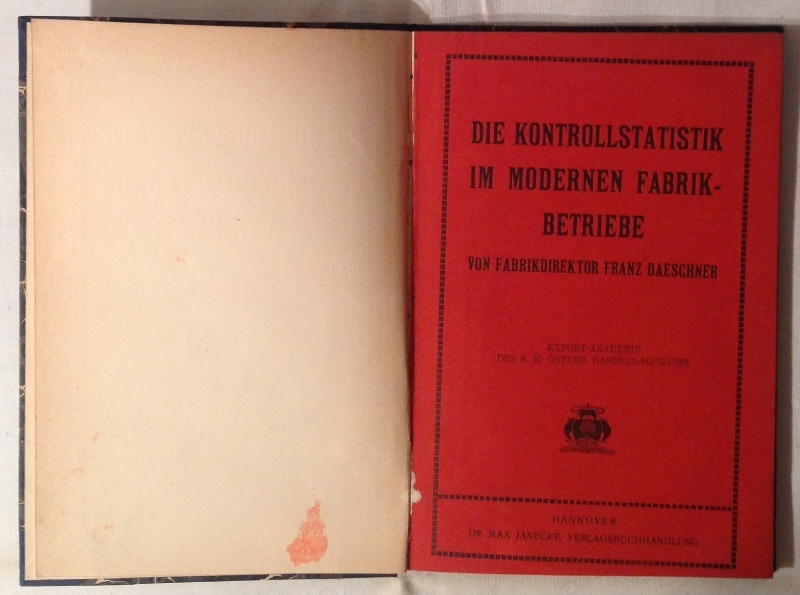 DIE KONTROLLSTATISTIK
IM MODERNEN FABRIK-
BETRIEBE
VON FABRIKDIREKTOR FRANZ DAESCHNER
EXPORT-AKADEMIE
DES K. K. ÖSTERR. HANDELS-MUSEUMS
HANNOVER
DR. MAX JÄNECKE, VERLAGSBUCHHANDLUNG